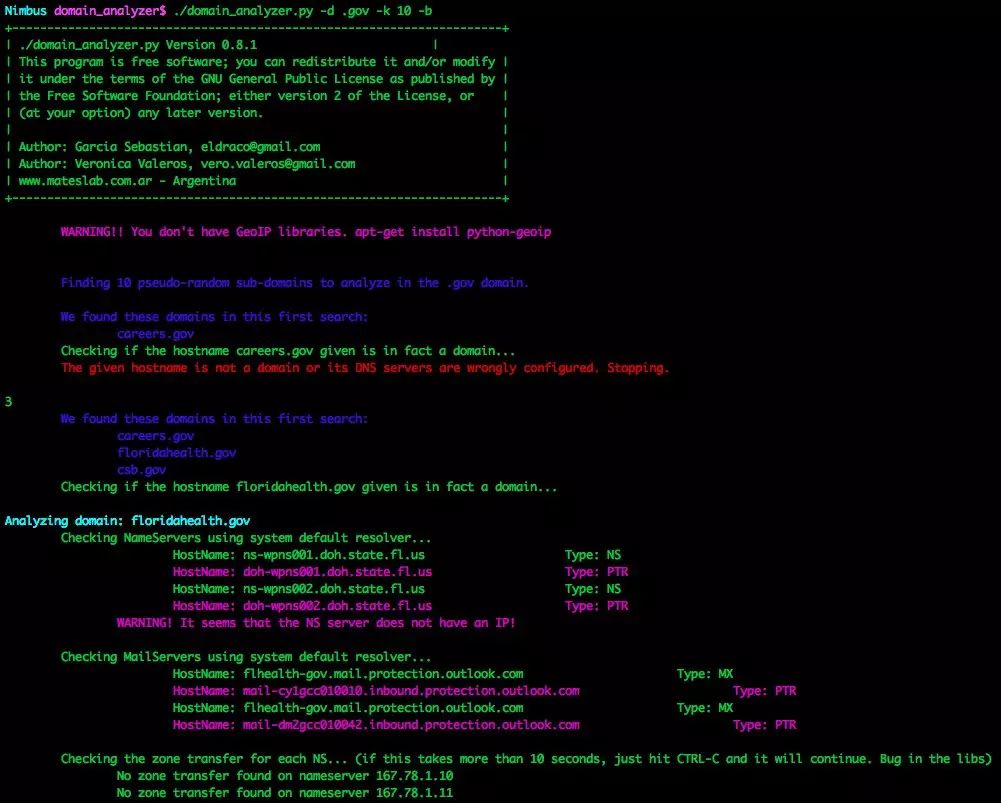 Nimbus domain_analyzer$ ./domain_analyzer.py -d .gov -k 10 -b
+---------------------------------------------------------------------+
| ./domain_analyzer.py Version 0.8.1 |
| This program is free software; you can redistribute it and/or modify |
| it under the terms of the GNU General Public License as published by |
| the Free Software Foundation; either version 2 of the License, or |
| (at your option) any later version. |
| |
| Author: Garcia Sebastian, eldraco@gmail.com |
| Author: Veronica Valeros, vero.valeros@gmail.com |
| www.mateslab.com.ar - Argentina |
+---------------------------------------------------------------------+
WARNING!! You don't have GeoIP libraries. apt-get install python-geoip
Finding 10 pseudo-random sub-domains to analyze in the .gov domain.
We found these domains in this first search:
careers.gov
Checking if the hostname careers.gov given is in fact a domain...
The given hostname is not a domain or its DNS servers are wrongly configured. Stopping.
3
We found these domains in this first search:
careers.gov
floridahealth.gov
csb.gov
Checking if the hostname floridahealth.gov given is in fact a domain...
Analyzing domain: floridahealth.gov
Checking NameServers using system default resolver...
HostName: ns-wpns001.doh.state.fl.us Type: NS
HostName: doh-wpns001.doh.state.fl.us Type: PTR
HostName: ns-wpns002.doh.state.fl.us Type: NS
HostName: doh-wpns002.doh.state.fl.us Type: PTR
WARNING! It seems that the NS server does not have an IP!
Checking MailServers using system default resolver...
HostName: flhealth-gov.mail.protection.outlook.com Type: MX
HostName: mail-cy1gcc010010.inbound.protection.outlook.com Type: PTR
HostName: flhealth-gov.mail.protection.outlook.com Type: MX
HostName: mail-dm2gcc010042.inbound.protection.outlook.com Type: PTR
Checking the zone transfer for each NS... (if this takes more than 10 seconds, just hit CTRL-C and it will continue. Bug in the libs)
No zone transfer found on nameserver 167.78.1.10
No zone transfer found on nameserver 167.78.1.11